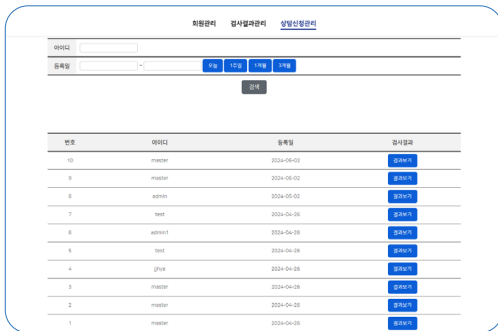 회원관리 검사결과관리 상담신청관리
아이디
등록일 ~ 오늘 1주일 1개월 3개월
검색
번호 아이디 등록일 검사결과
10 master 2024-06-03 결과보기
9 master 2024-06-02 결과보기
8 admin 2024-05-02 결과보기
7 test 2024-04-26 결과보기
6 admin1 2024-04-26 결과보기
5 test 2024-04-26 결과보기
4 결과보기
3 master 2024-04-26 결과보기
2 master 2024-04-26 결과보기
1 master 2024-04-26 결과보기